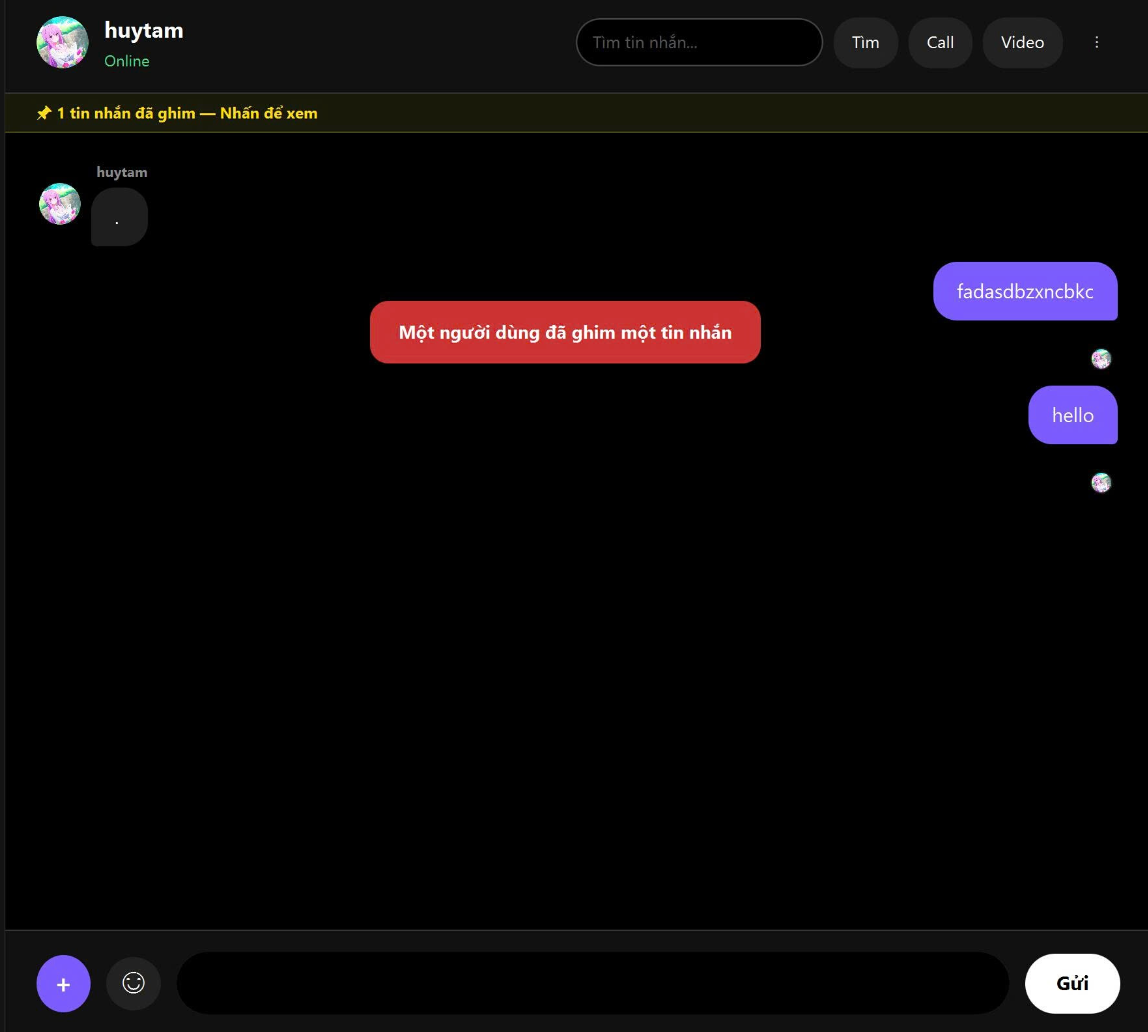 huytam
Online
Tìm tin nhắn...
Tìm
Call
Video
1 tin nhắn đã ghim — Nhấn để xem
huytam
.
fadasdbzxncbkc
Một người dùng đã ghim một tin nhắn
hello
+
Gửi